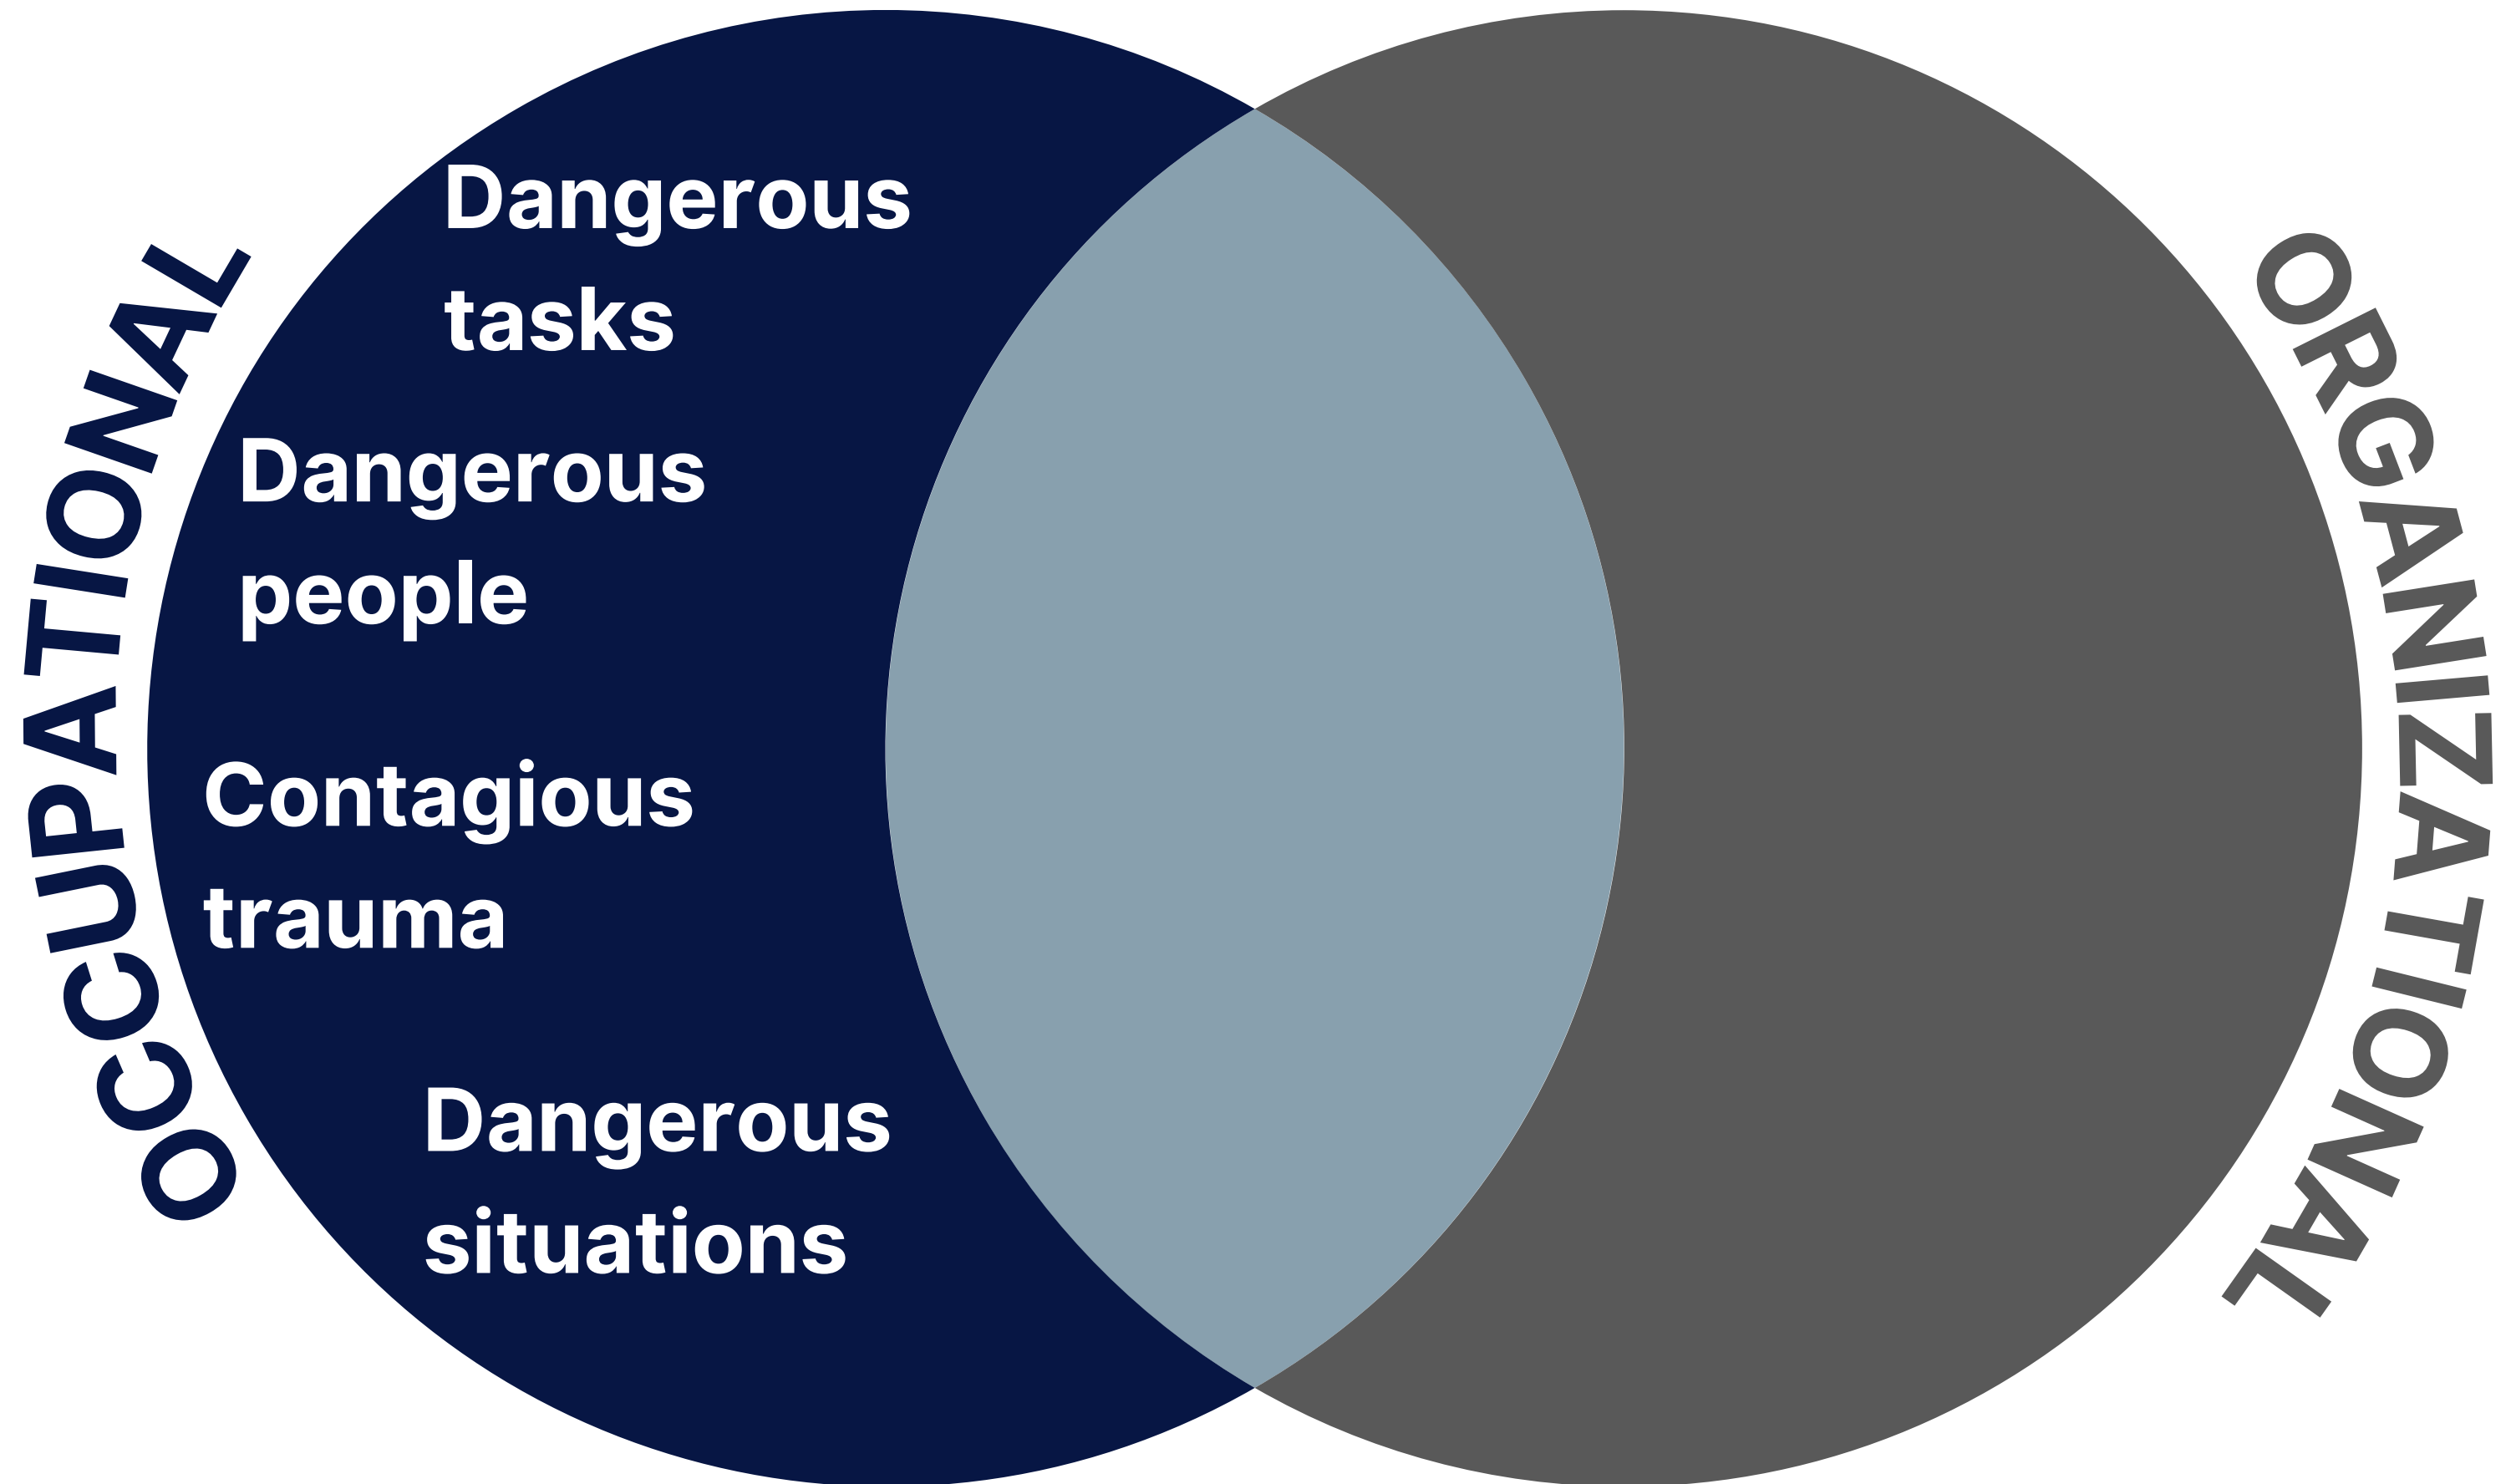 OCCUPATIONAL
Dangerous
tasks
Dangerous
people
Contagious
trauma
Dangerous
situations
ORGANIZATIONAL